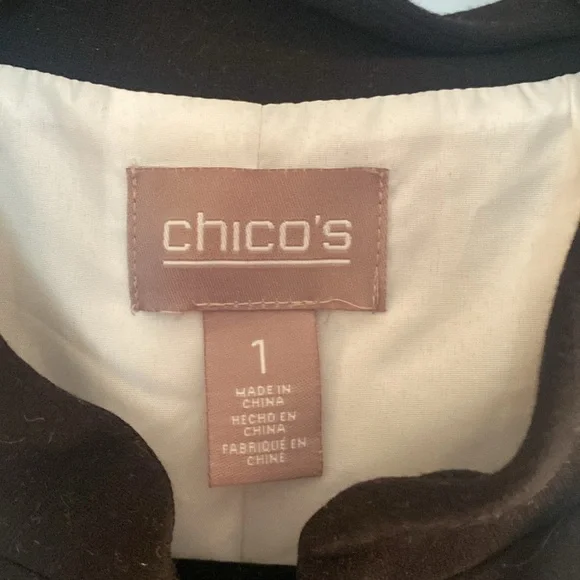 chico's
1
MADE IN
CHINA
HECHO EN
CHINA
FABRIQUÉ EN
CHINE